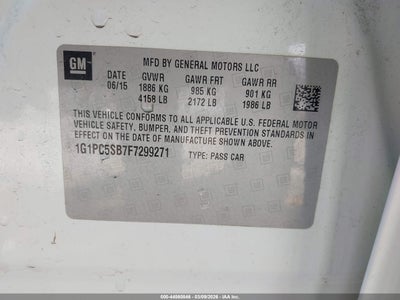 GM
MFD BY GENERAL MOTORS LLC
DATE GVWR GAWR FRT GAWR RR
06/15 1886 KG 985 KG 901 KG
4158 LB 2172 LB 1986 LB
THIS VEHICLE CONFORMS TO ALL APPLICABLE U.S. FEDERAL MOTOR
VEHICLE SAFETY, BUMPER, AND THEFT PREVENTION STANDARDS IN
EFFECT ON THE DATE OF MANUFACTURE SHOWN ABOVE.
1G1PC5SB7F7299271
TYPE: PASS CAR